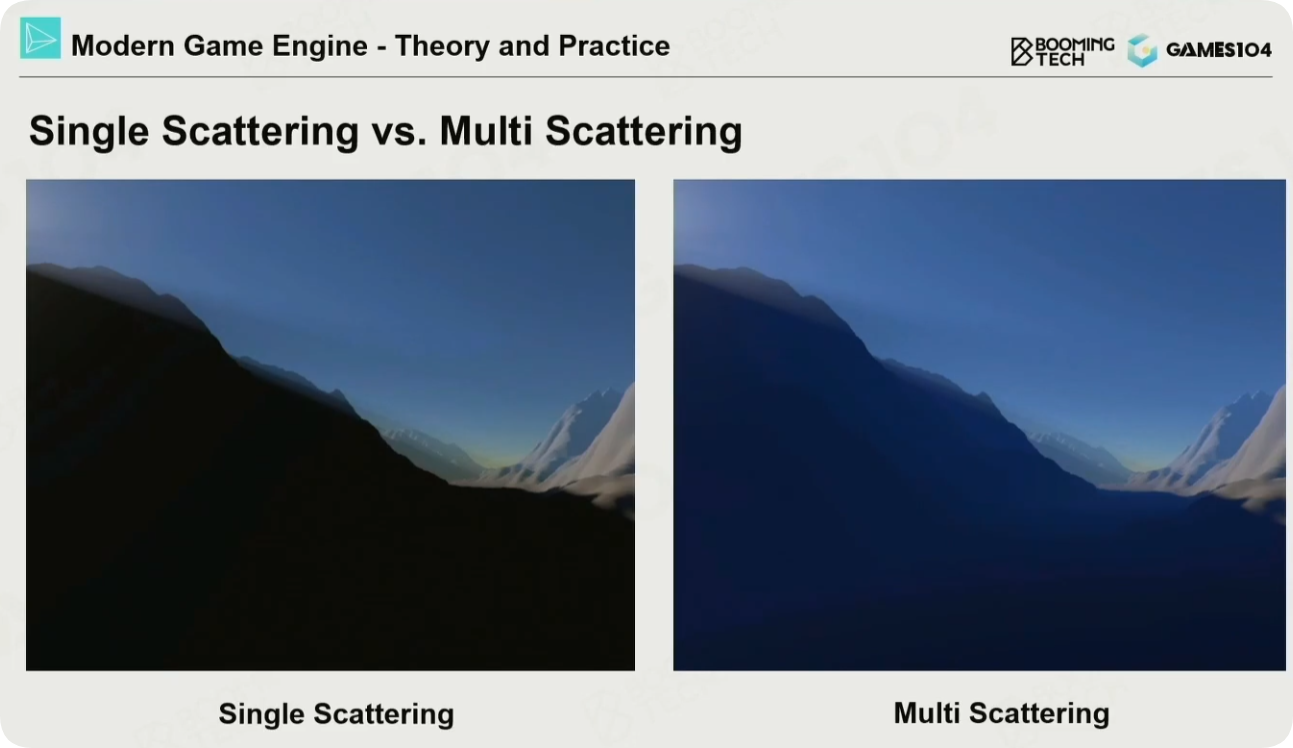 Modern Game Engine - Theory and Practice
BOOMING
TECH
GAMES104
Single Scattering vs. Multi Scattering
Single Scattering
Multi Scattering